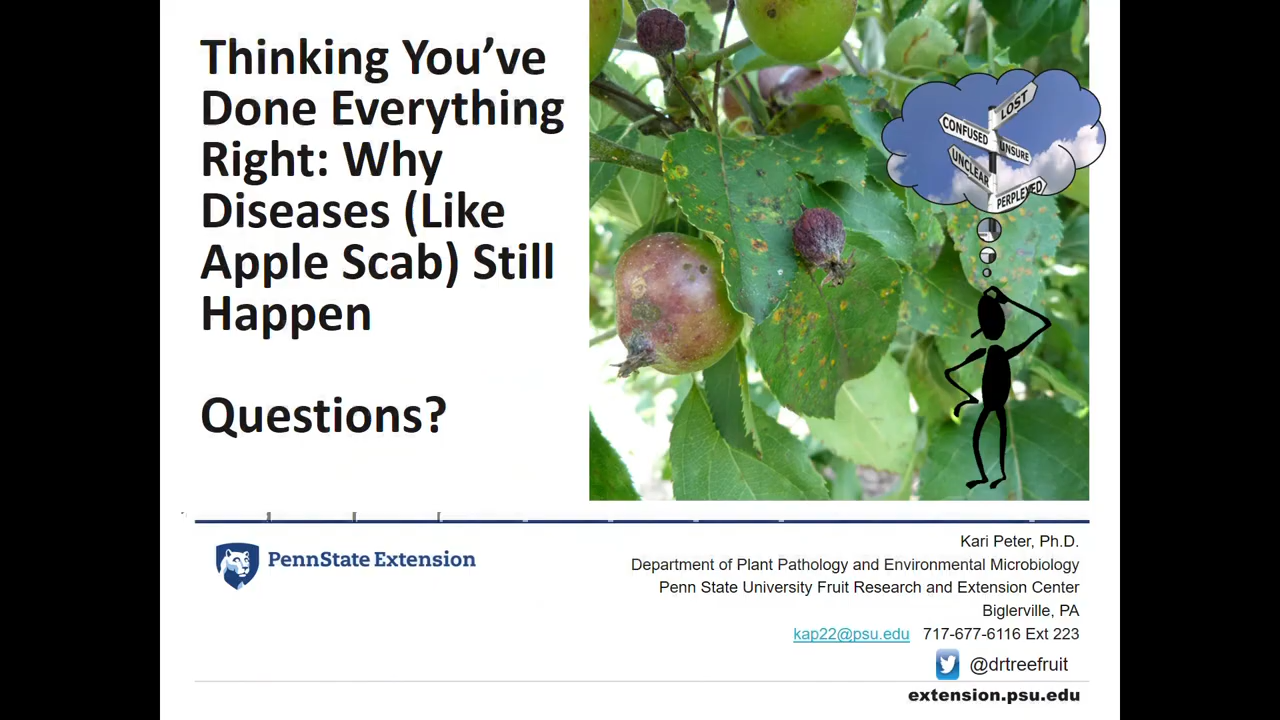 Thinking You've
Done Everything
Right: Why
Diseases (Like
Apple Scab) Still
Happen
Questions?
LOST
CONFUSED
UNSURE
UNCLEAR
PERPLEXED
PennState Extension
Kari Peter, Ph.D.
Department of Plant Pathology and Environmental Microbiology
Penn State University Fruit Research and Extension Center
Biglerville, PA
kap22@psu.edu 717-677-6116 Ext 223
@drtreefruit
extension.psu.edu